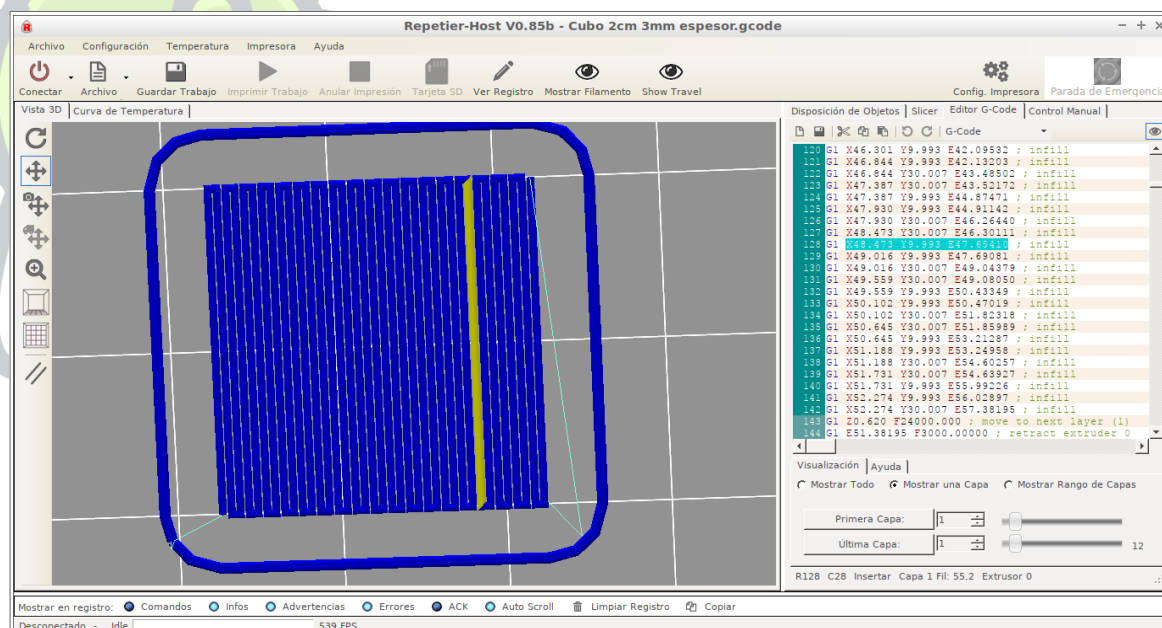 Repetier-Host V0.85b - Cubo 2cm 3mm espesor.gcode
Archivo Configuración Temperatura Impresora Ayuda
Conectar Archivo Guardar Trabajo Imprimir Trabajo Anular Impresión Tarjeta SD Ver Registro Mostrar Filamento Show Travel Config. Impresora Parada de Emergencia
Vista 3D Curva de Temperatura
Disposición de Objetos Slicer Editor G-Code Control Manual
G-Code
120 G1 X46.301 Y9.993 E42.09532 ; infill
121 G1 X46.844 Y9.993 E42.13203 ; infill
122 G1 X46.844 Y30.007 E43.48502 ; infill
123 G1 X47.387 Y30.007 E43.52172 ; infill
124 G1 X47.387 Y9.993 E44.87471 ; infill
125 G1 X47.930 Y9.993 E44.91142 ; infill
126 G1 X47.930 Y30.007 E46.26440 ; infill
127 G1 X48.473 Y30.007 E46.30111 ; infill
128 G1 X48.473 Y9.993 E47.65410 ; infill
129 G1 X49.016 Y9.993 E47.69081 ; infill
130 G1 X49.016 Y30.007 E49.04379 ; infill
131 G1 X49.559 Y30.007 E49.08050 ; infill
132 G1 X49.559 Y9.993 E50.43349 ; infill
133 G1 X50.102 Y9.993 E50.47019 ; infill
134 G1 X50.102 Y30.007 E51.82318 ; infill
135 G1 X50.645 Y30.007 E51.85989 ; infill
136 G1 X50.645 Y9.993 E53.21287 ; infill
137 G1 X51.188 Y9.993 E53.24958 ; infill
138 G1 X51.188 Y30.007 E54.60257 ; infill
139 G1 X51.731 Y30.007 E54.63927 ; infill
140 G1 X51.731 Y9.993 E55.99226 ; infill
141 G1 X52.274 Y9.993 E56.02897 ; infill
142 G1 X52.274 Y30.007 E57.38195 ; infill
143 G1 Z0.620 F24000.000 ; move to next layer (1)
144 G1 E51.38195 F3000.00000 ; retract extruder 0
Visualización Ayuda
Mostrar Todo Mostrar una Capa Mostrar Rango de Capas
Primera Capa: 1
Última Capa: 1 12
R128 C28 Insertar Capa 1 Fil: 55,2 Extrusor 0
Mostrar en registro: Comandos Infos Advertencias Errores ACK Auto Scroll Limpiar Registro Copiar
Desconectado - Idle 539 FPS